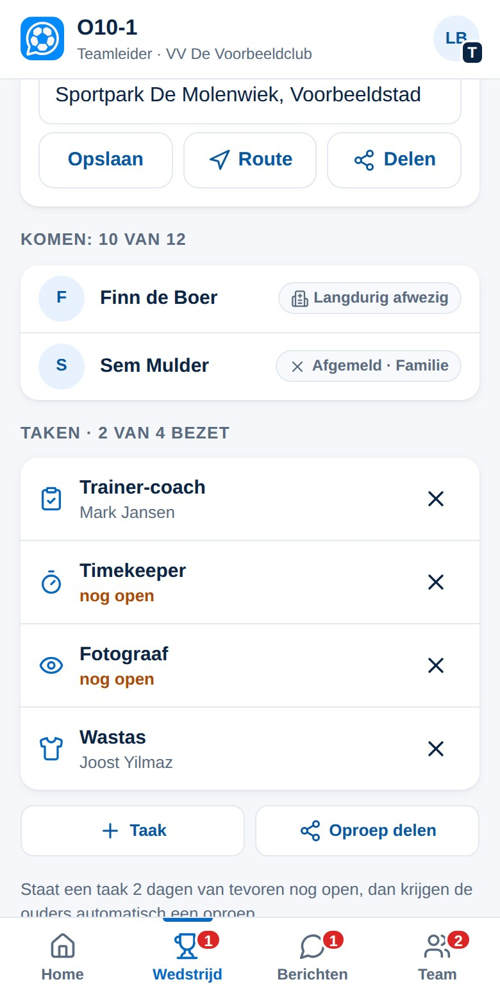 O10-1
Teamleider · VV De Voorbeeldclub
LB
T
Sportpark De Molenwiek, Voorbeeldstad
Opslaan
Route
Delen
KOMEN: 10 VAN 12
F
Finn de Boer
Langdurig afwezig
S
Sem Mulder
Afgemeld · Familie
TAKEN · 2 VAN 4 BEZET
Trainer-coach
Mark Jansen
Timekeeper
nog open
Fotograaf
nog open
Wastas
Joost Yilmaz
Taak
Oproep delen
Staat een taak 2 dagen van tevoren nog open, dan krijgen de
ouders automatisch een oproep
1
1
2
Home
Wedstrijd
Berichten
Team